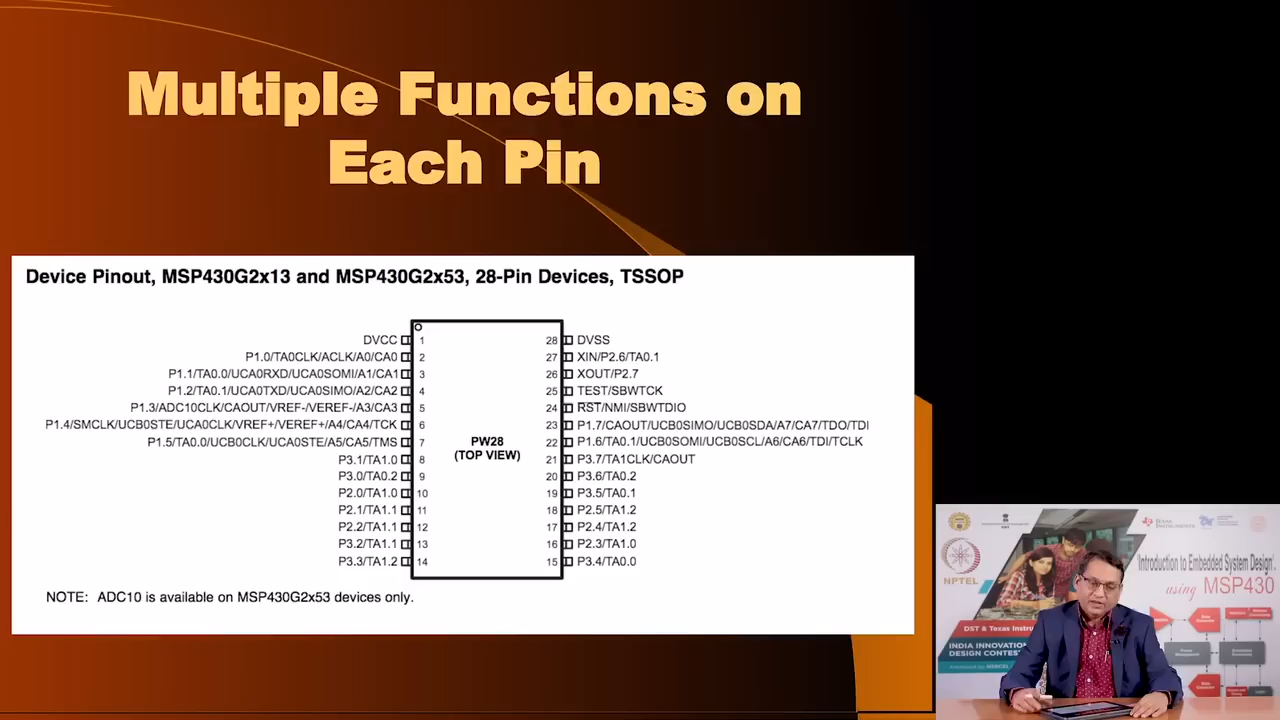 Multiple Functions on
Each Pin
Device Pinout, MSP430G2x13 and MSP430G2x53, 28-Pin Devices, TSSOP
DVCC 1 28 DVSS
P1.0/TA0CLK/ACLK/A0/CA0 2 27 XIN/P2.6/TA0.1
P1.1/TA0.0/UCA0RXD/UCA0SOMI/A1/CA1 3 26 XOUT/P2.7
P1.2/TA0.1/UCA0TXD/UCA0SIMO/A2/CA2 4 25 TEST/SBWTCK
P1.3/ADC10CLK/CAOUT/VREF-/VEREF-/A3/CA3 5 24 RST/NMI/SBWTDIO
P1.4/SMCLK/UCB0STE/UCA0CLK/VREF+/VEREF+/A4/CA4/TCK 6 23 P1.7/CAOUT/UCB0SIMO/UCB0SDA/A7/CA7/TDO/TDI
P1.5/TA0.0/UCB0CLK/UCA0STE/A5/CA5/TMS 7 22 P1.6/TA0.1/UCB0SOMI/UCB0SCL/A6/CA6/TDI/TCLK
PW28
(TOP VIEW)
P3.1/TA1.0 8 21 P3.7/TA1CLK/CAOUT
P3.0/TA0.2 9 20 P3.6/TA0.2
P2.0/TA1.0 10 19 P3.5/TA0.1
P2.1/TA1.1 11 18 P2.5/TA1.2
P2.2/TA1.1 12 17 P2.4/TA1.2
P3.2/TA1.1 13 16 P2.3/TA1.0
P3.3/TA1.2 14 15 P3.4/TA0.0
NOTE: ADC10 is available on MSP430G2x53 devices only.
TEXAS INSTRUMENTS
NPTEL
'Introduction to Embedded System Design'
using MSP430
DST & Texas Instru
INDIA INNOVATION
DESIGN CONTES